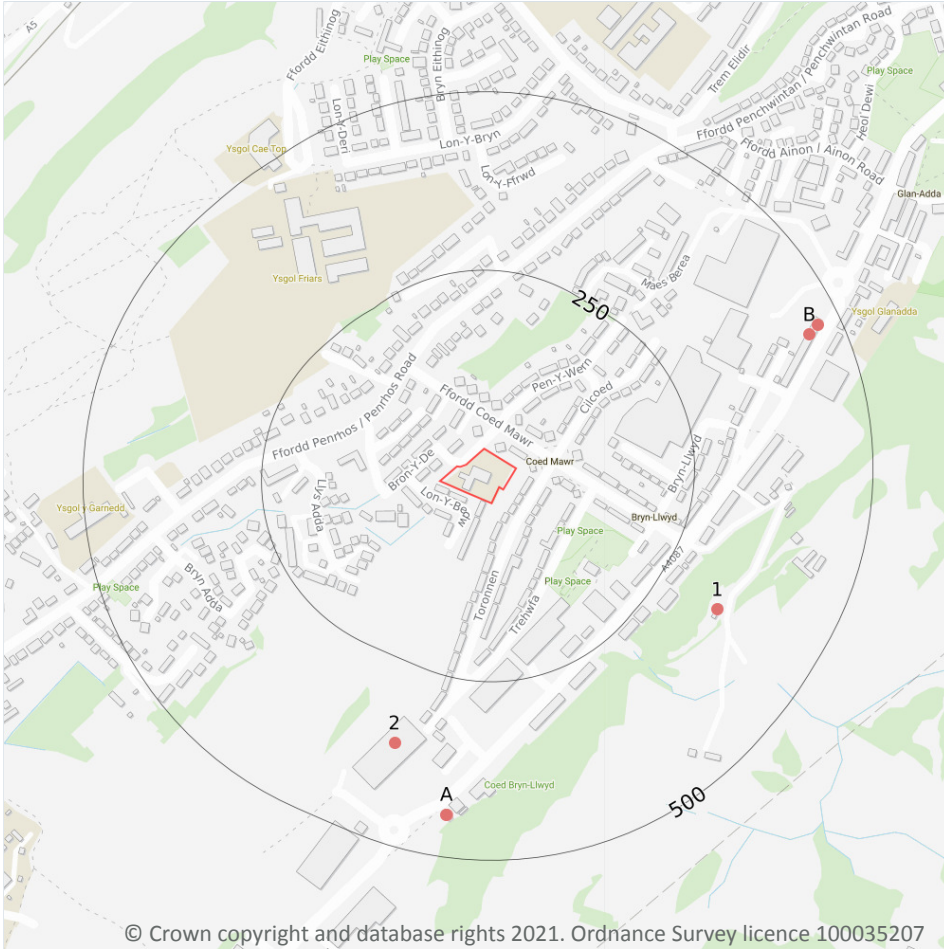 A5
Ffordd Eithinog
Play Space
Bryn Eithinog
Trem Elidir
Ffordd Penchwintan / Penchwintan Road
Play Space
Heol Dewi
Lon-Y-Deri
Lon-Y-Bryn
Ysgol Cae Top
Lon-Y-Ffrwd
Ffordd Ainon / Ainon Road
Glan-Adda
Ysgol Friars
Maes Berea
250
B
Ysgol Glanadda
Ffordd Penrhos / Penrhos Road
Ffordd Coed Mawr
Pen-Y-Wern
Cilcoed
Bron-Y-De
Coed Mawr
Bryn-Llwyd
Llys Adda
Lon-Y-Bedw
Ysgol y Garnedd
Bryn-Llwyd
Play Space
A4087
Bryn Adda
Play Space
Play Space
Toronnen
Trehwfa
1
2
Coed Bryn-Llwyd
A
500
© Crown copyright and database rights 2021. Ordnance Survey licence 100035207